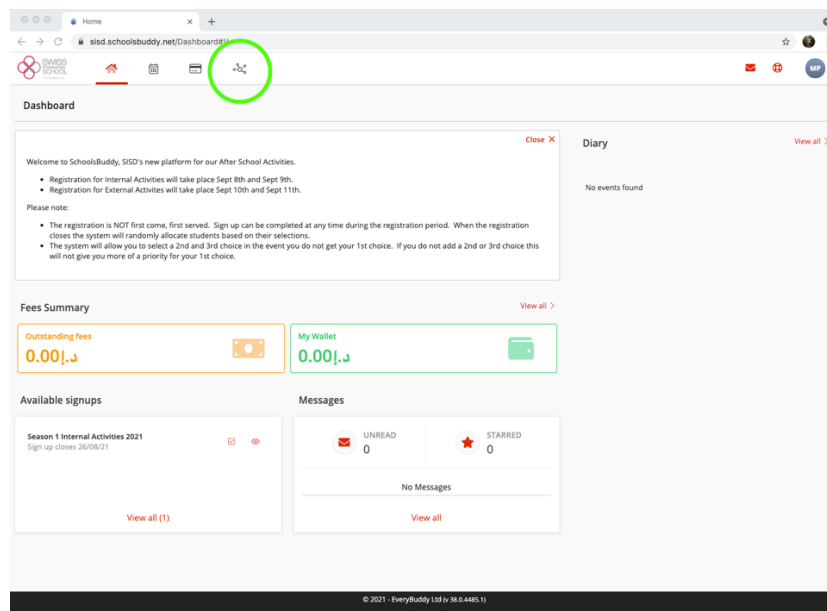 Home
sisd.schoolsbuddy.net/Dashboard#!/
SWISS
SCHOOL
MP
Dashboard
Close
Diary
View all
Welcome to SchoolsBuddy, SISD's new platform for our After School Activities.
Registration for Internal Activities will take place Sept 8th and Sept 9th.
Registration for External Activites will take place Sept 10th and Sept 11th.
No events found
Please note:
The registration is NOT first come, first served. Sign up can be completed at any time during the registration period. When the registration
closes the system will randomly allocate students based on their selections.
The system will allow you to select a 2nd and 3rd choice in the event you do not get your 1st choice. If you do not add a 2nd or 3rd choice this
will not give you more of a priority for your 1st choice.
Fees Summary
View all
Outstanding fees
د.إ0.00
My Wallet
د.إ0.00
Available signups
Messages
Season 1 Internal Activities 2021
Sign up closes 26/08/21
UNREAD
0
STARRED
0
No Messages
View all (1)
View all
© 2021 - EveryBuddy Ltd (v 38.0.4485.1)